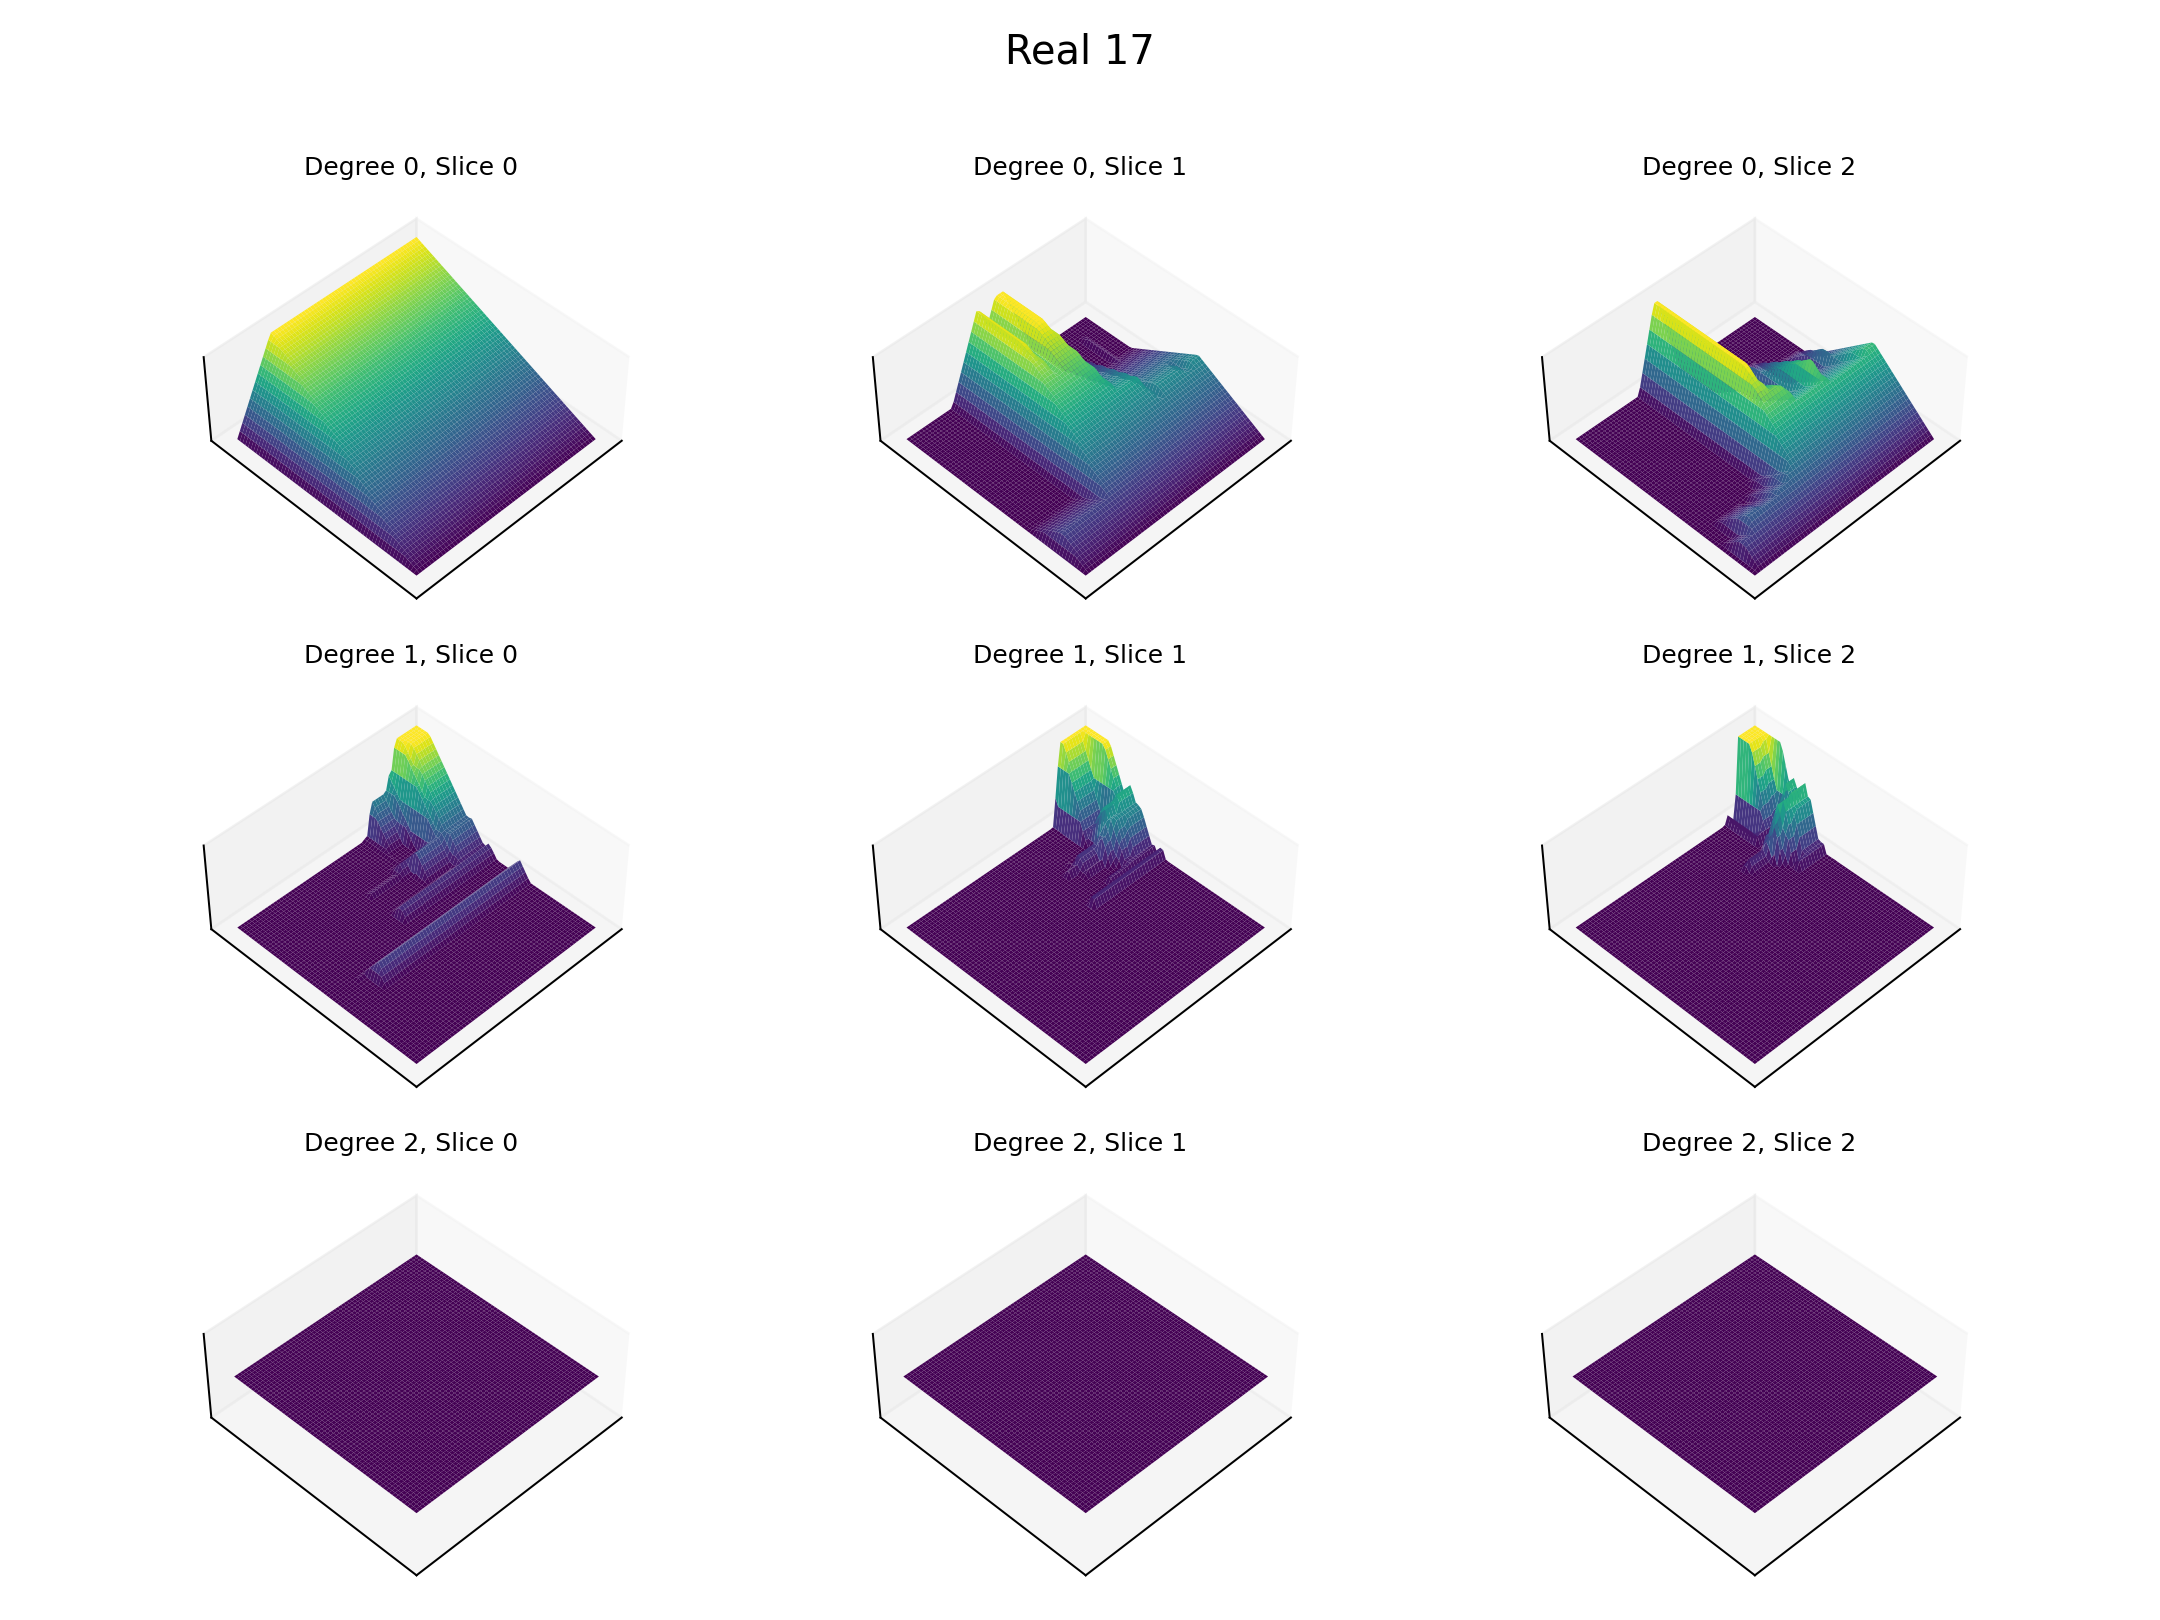 Real 17
Degree 0, Slice 0
Degree 0, Slice 1
Degree 0, Slice 2
Degree 1, Slice 0
Degree 1, Slice 1
Degree 1, Slice 2
Degree 2, Slice 0
Degree 2, Slice 1
Degree 2, Slice 2